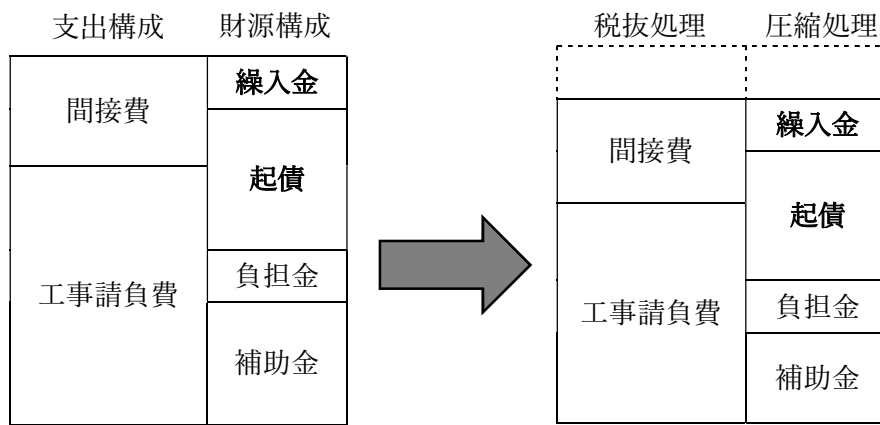 支出構成 財源構成
間接費
工事請負費
繰入金
起債
負担金
補助金
税抜処理 圧縮処理
間接費
工事請負費
繰入金
起債
負担金
補助金